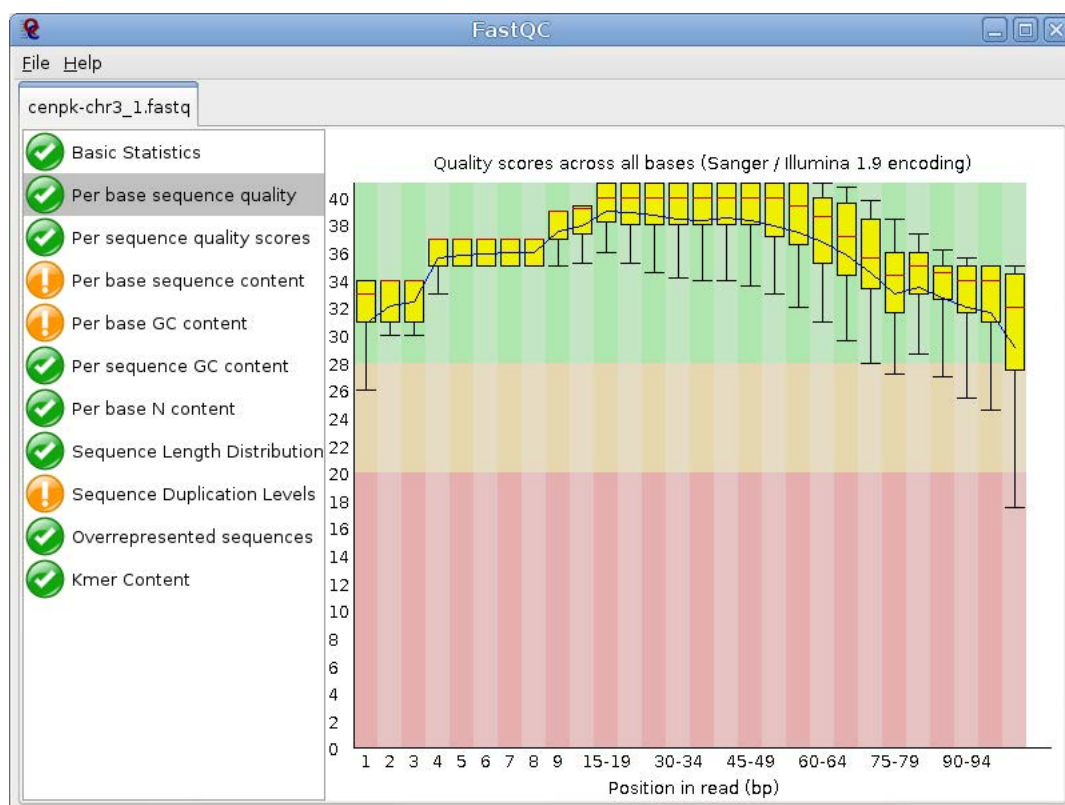 FastQC
File Help
cenpk-chr3_1.fastq
Basic Statistics
Per base sequence quality
Per sequence quality scores
Per base sequence content
Per base GC content
Per sequence GC content
Per base N content
Sequence Length Distribution
Sequence Duplication Levels
Overrepresented sequences
Kmer Content
Quality scores across all bases (Sanger / Illumina 1.9 encoding)
40
38
36
34
32
30
28
26
24
22
20
18
16
14
12
10
8
6
4
2
0
1 2 3 4 5 6 7 8 9 15-19 30-34 45-49 60-64 75-79 90-94
Position in read (bp)